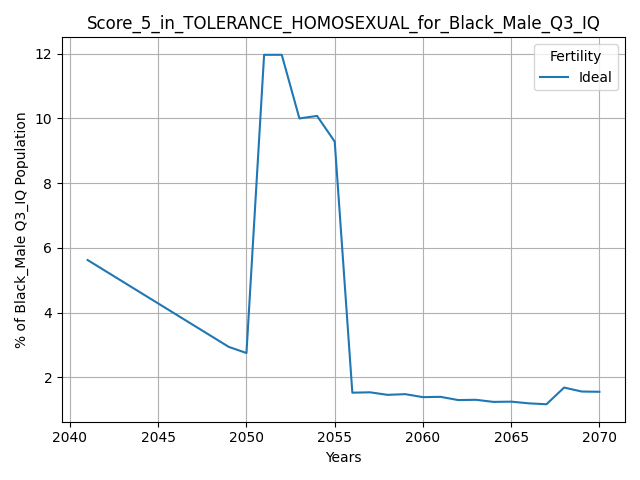 Score_5_in_TOLERANCE_HOMOSEXUAL_for_Black_Male_Q3_IQ
Fertility
Ideal
% of Black_Male Q3_IQ Population
12
10
8
6
4
2
2040
2045
2050
2055
2060
2065
2070
Years